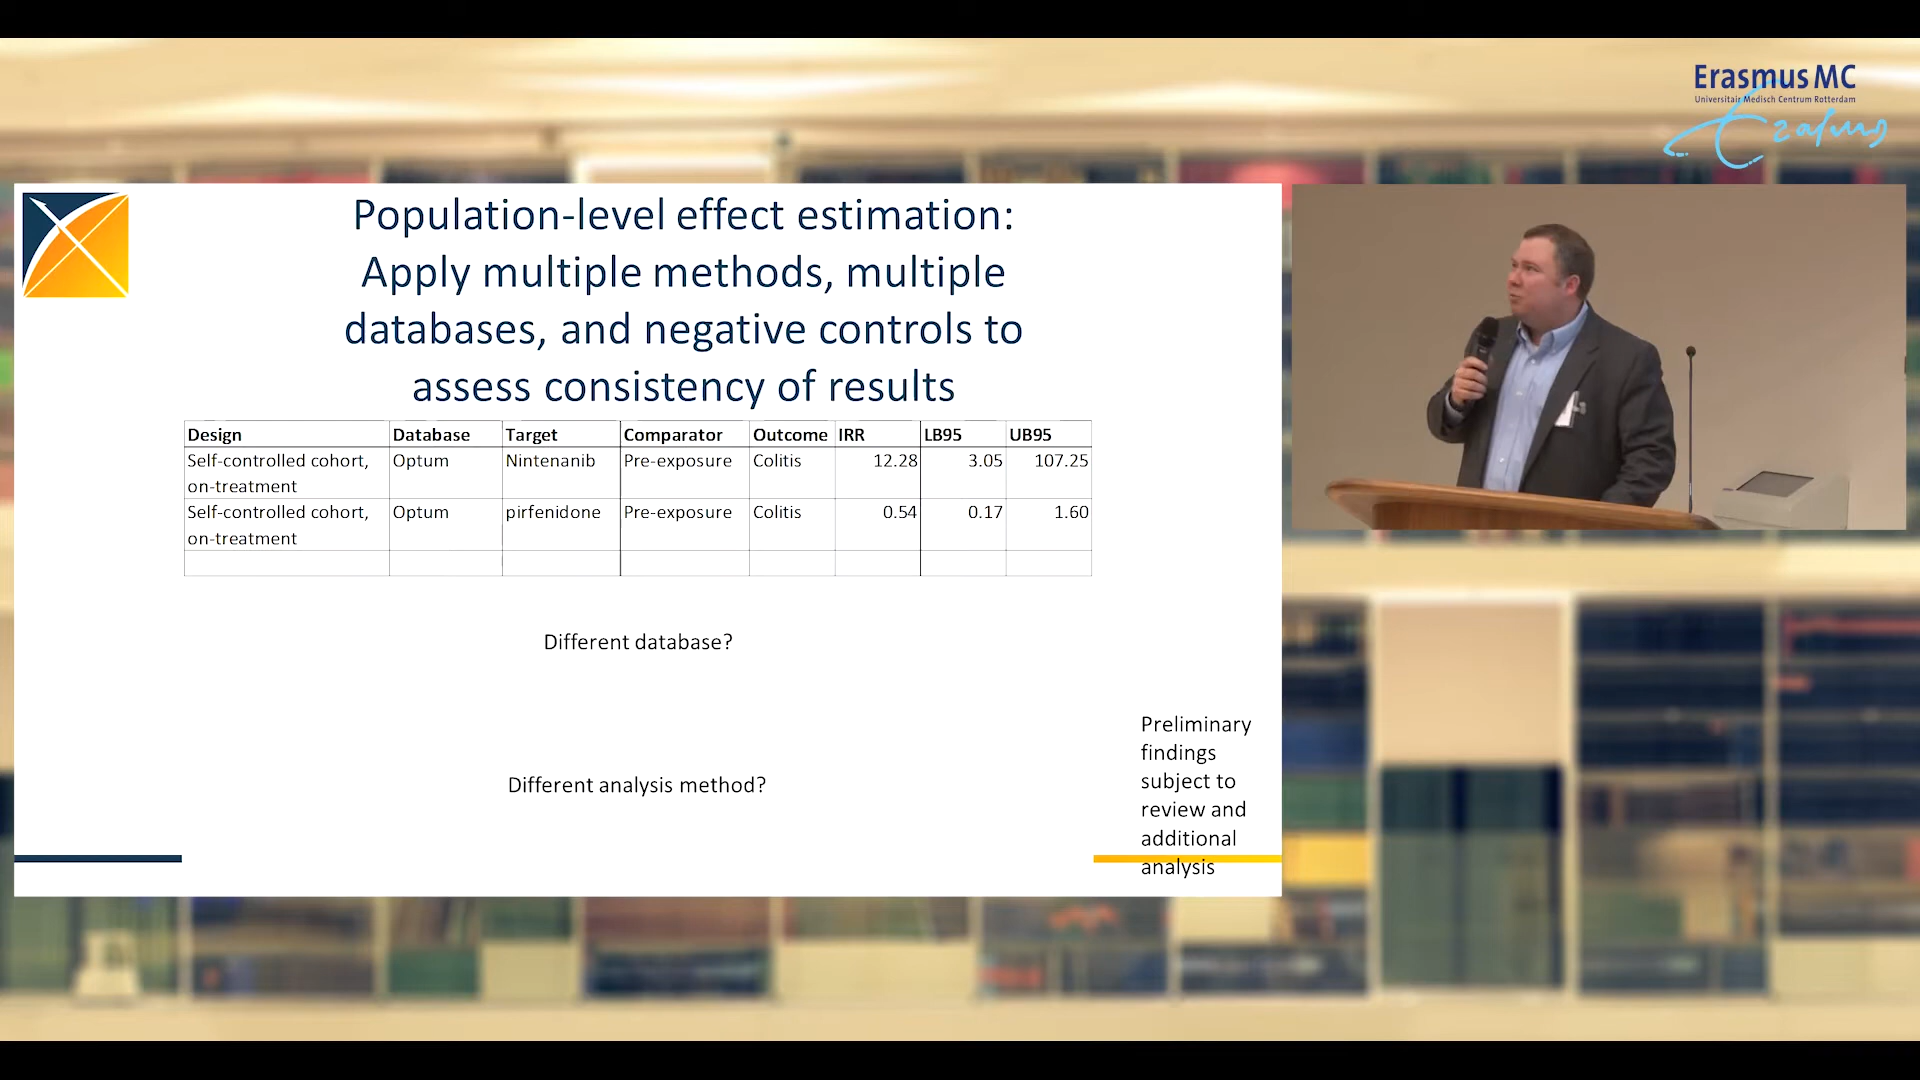 Erasmus MC
Universitair Medisch Centrum Rotterdam
Erasmus
Population-level effect estimation:
Apply multiple methods, multiple
databases, and negative controls to
assess consistency of results
Design Database Target Comparator Outcome IRR LB95 UB95
Self-controlled cohort, Optum Nintenanib Pre-exposure Colitis 12.28 3.05 107.25
on-treatment
Self-controlled cohort, Optum pirfenidone Pre-exposure Colitis 0.54 0.17 1.60
on-treatment
Different database?
Different analysis method?
Preliminary
findings
subject to
review and
additional
analysis